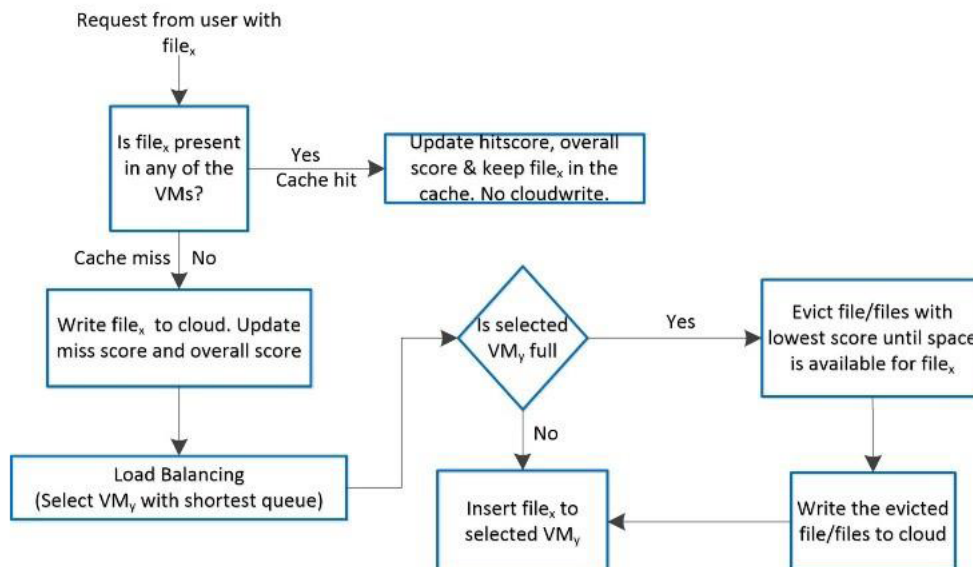 Request from user with
fileₓ
Is fileₓ present
in any of the
VMs?
Yes
Cache hit
Update hitscore, overall
score & keep fileₓ in the
cache. No cloudwrite.
Cache miss
No
Write fileₓ to cloud. Update
miss score and overall score
Load Balancing
(Select VMy with shortest queue)
Is selected
VMy full
Yes
Evict file/files with
lowest score until space
is available for fileₓ
No
Insert fileₓ to
selected VMy
Write the evicted
file/files to cloud